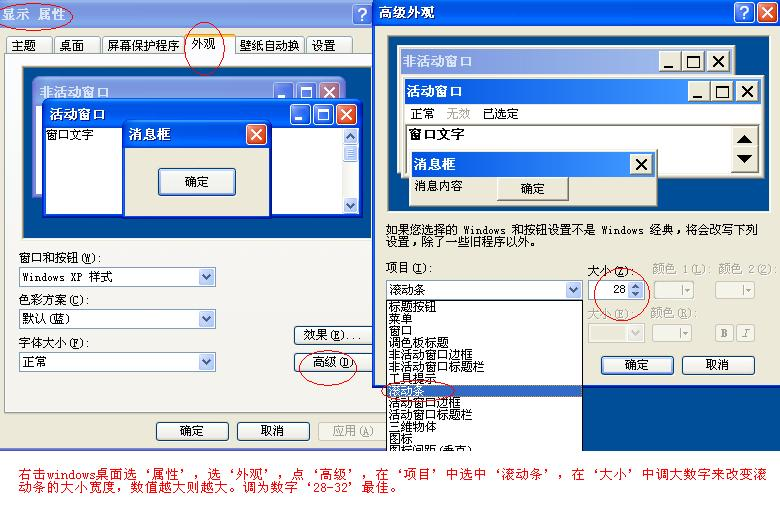 显示 属性
主题 桌面 屏幕保护程序 外观 壁纸自动换 设置
非活动窗口
活动窗口
窗口文字
消息框
确定
窗口和按钮(W):
Windows XP 样式
色彩方案(C):
默认(蓝)
字体大小(F):
正常
效果(E)...
高级(D)
确定 取消 应用(A)
高级外观
非活动窗口
活动窗口
正常 无效 已选定
窗口文字
消息框
消息内容
确定
如果您选择的 Windows 和按钮设置不是 Windows 经典，将会改写下列
设置，除了一些旧程序以外。
项目(I): 大小(Z): 颜色 1(L): 颜色 2(2):
滚动条 28
大小(E): 颜色(R):
B I
确定 取消
标题按钮
菜单
窗口
调色板标题
非活动窗口边框
非活动窗口标题栏
工具提示
滚动条
活动窗口边框
活动窗口标题栏
三维物体
图标
图标间距(垂直)
右击windows桌面选‘属性’，选‘外观’，点‘高级’，在‘项目’中选中‘滚动条’，在‘大小’中调大数字来改变滚
动条的大小宽度，数值越大则越大。调为数字‘28-32’最佳。